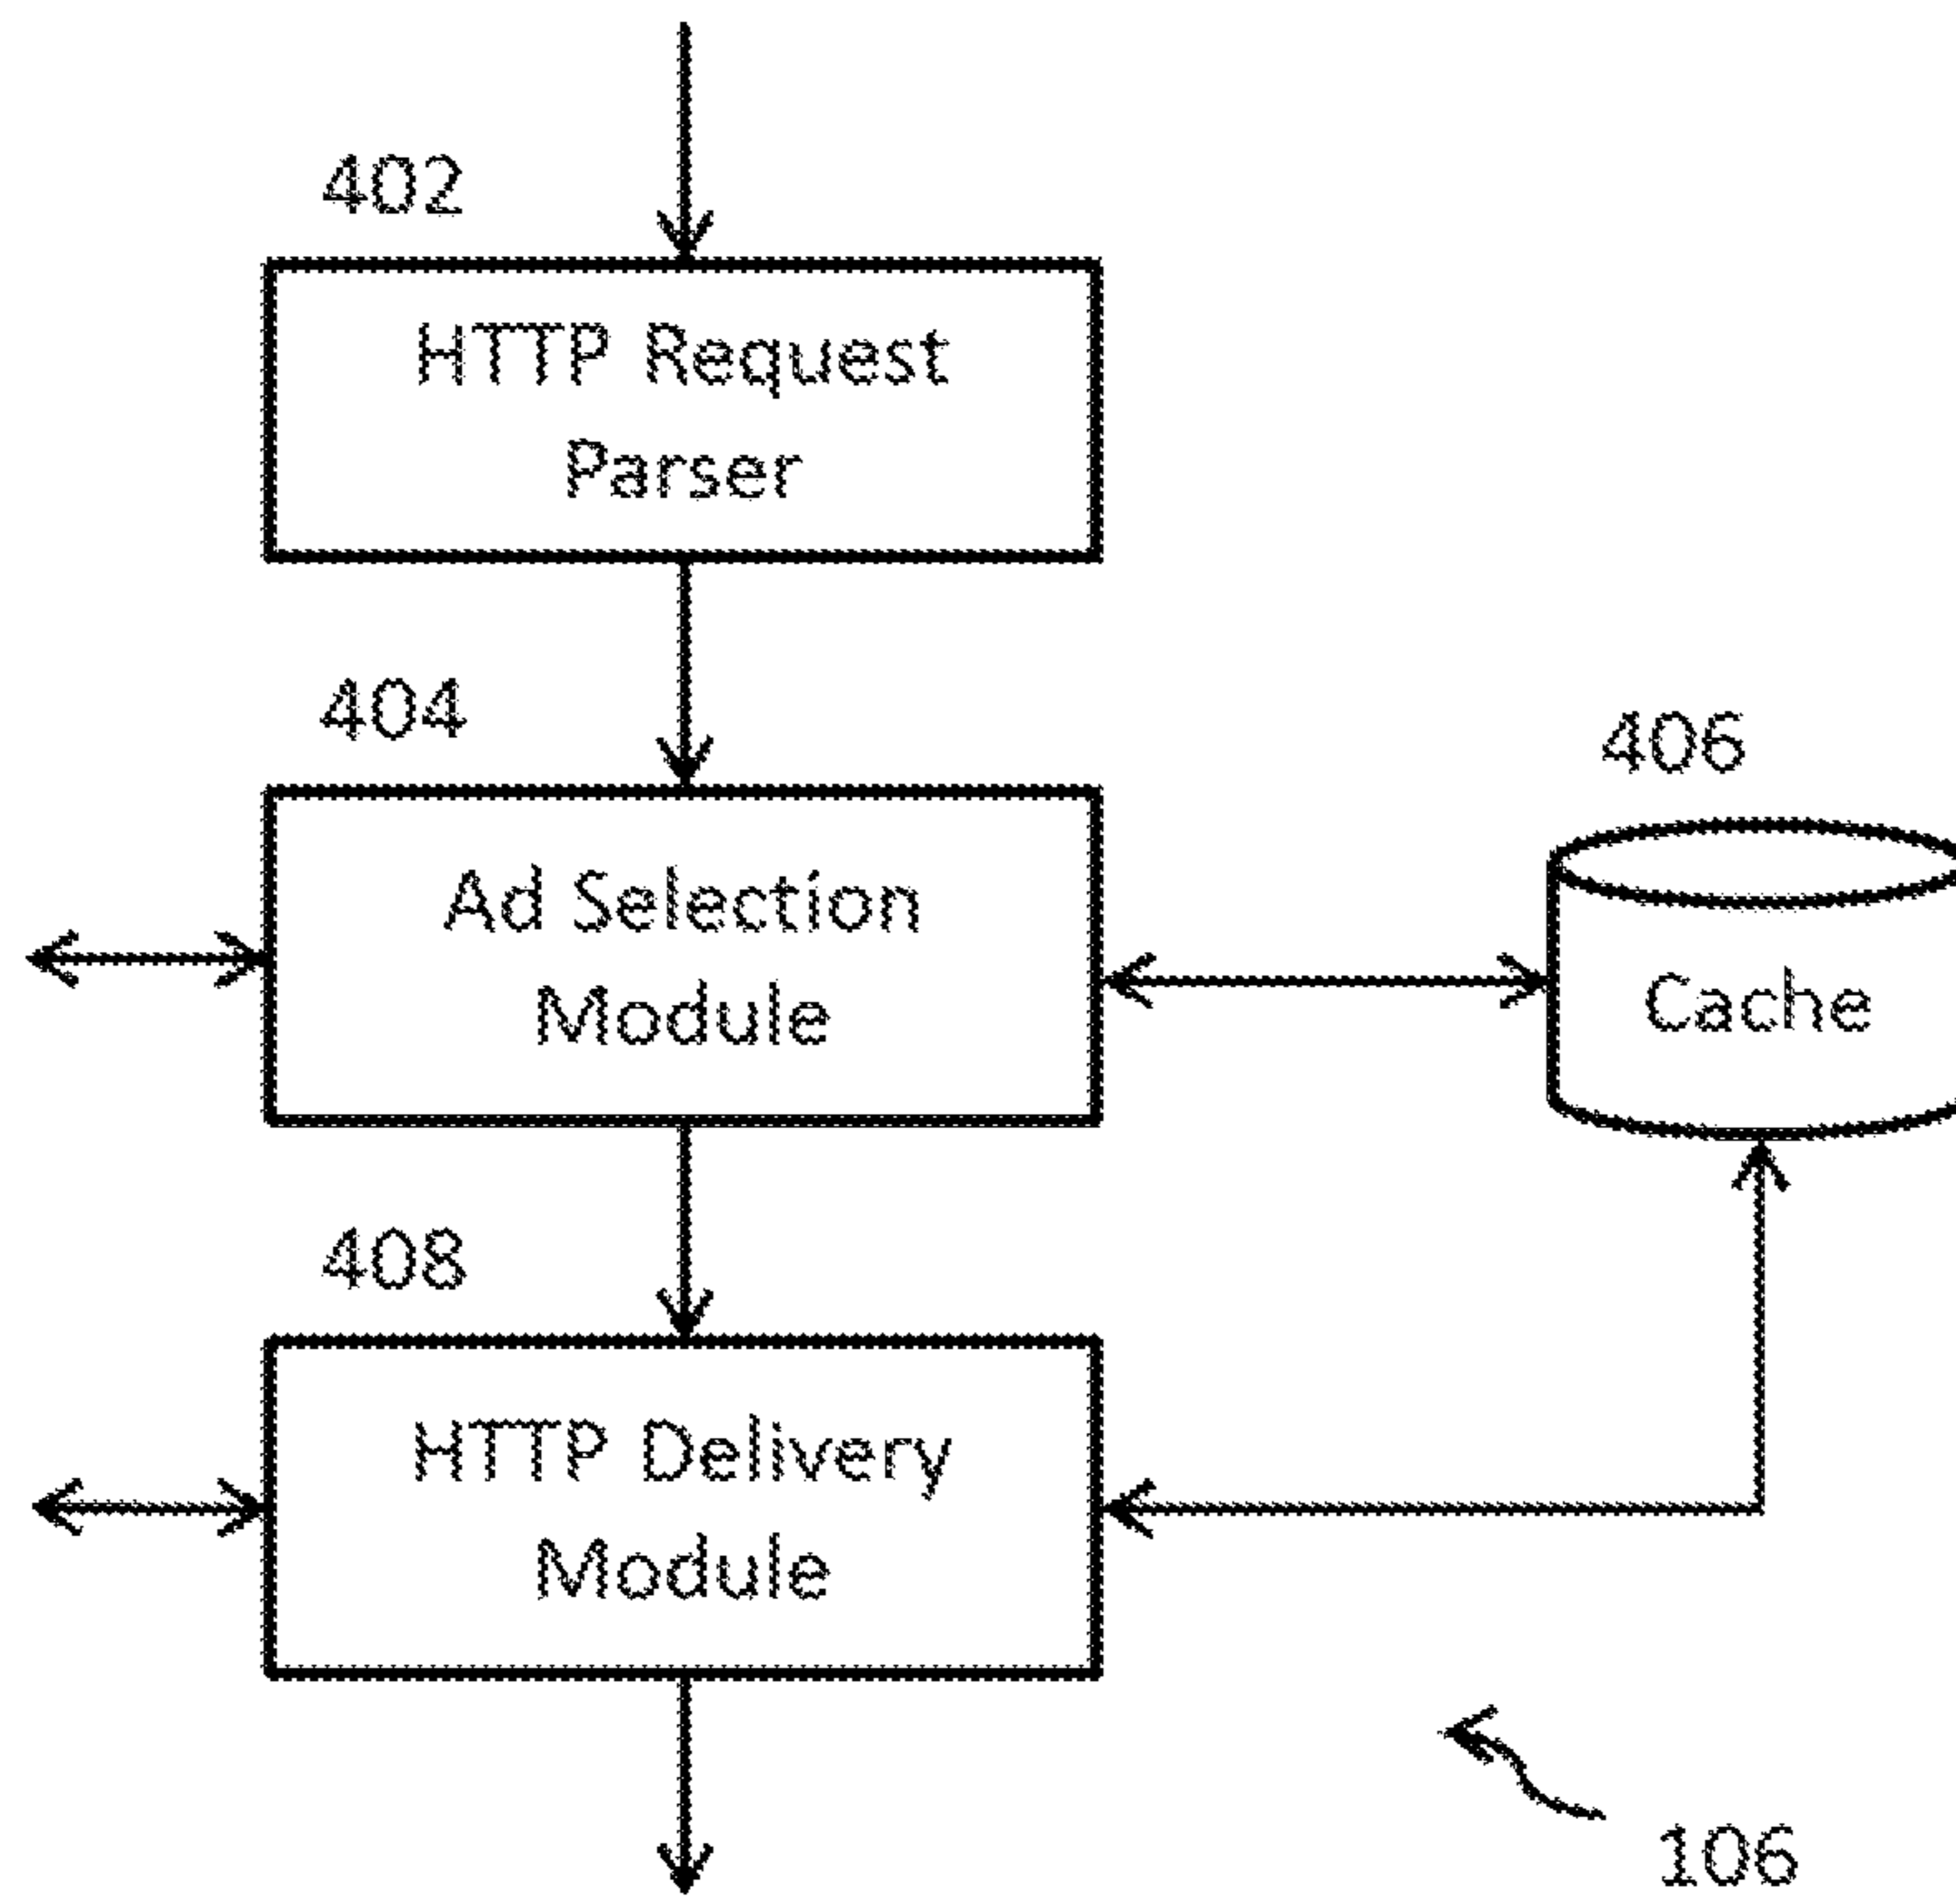 402
HTTP Request
Parser
404
Ad Selection
Module
406
Cache
408
HTTP Delivery
Module
106